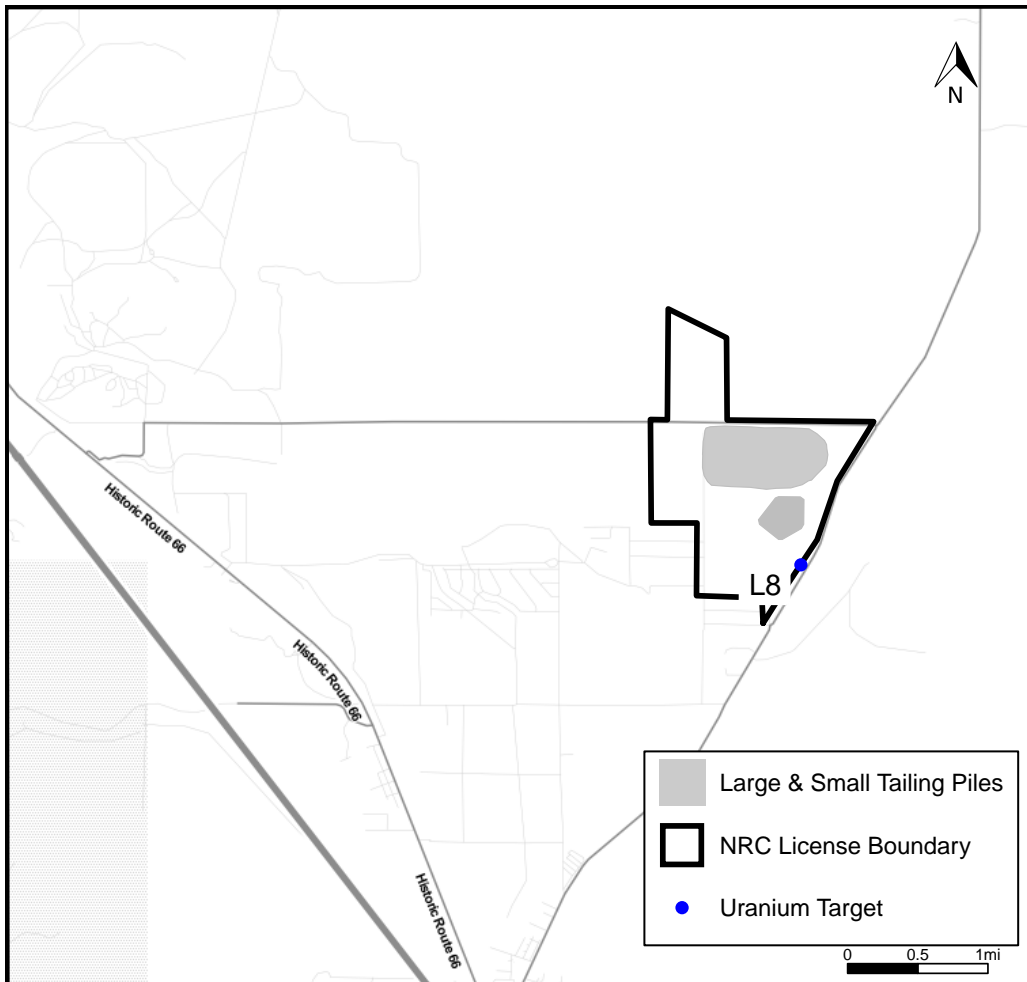 N
Historic Route 66
L8
Historic Route 66
Large & Small Tailing Piles
NRC License Boundary
Historic Route 66
Uranium Target
0 0.5 1mi